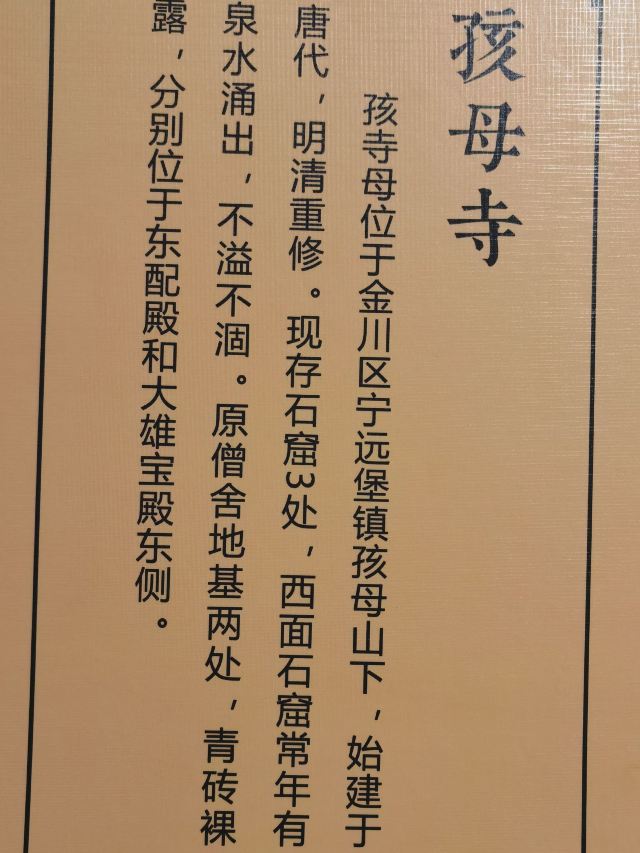 孩母寺
孩寺母位于金川区宁远堡镇孩母山下，始建于
唐代，明清重修。现存石窟3处，西面石窟常年有
泉水涌出，不溢不涸。原僧舍地基两处，青砖裸
露，分别位于东配殿和大雄宝殿东侧。